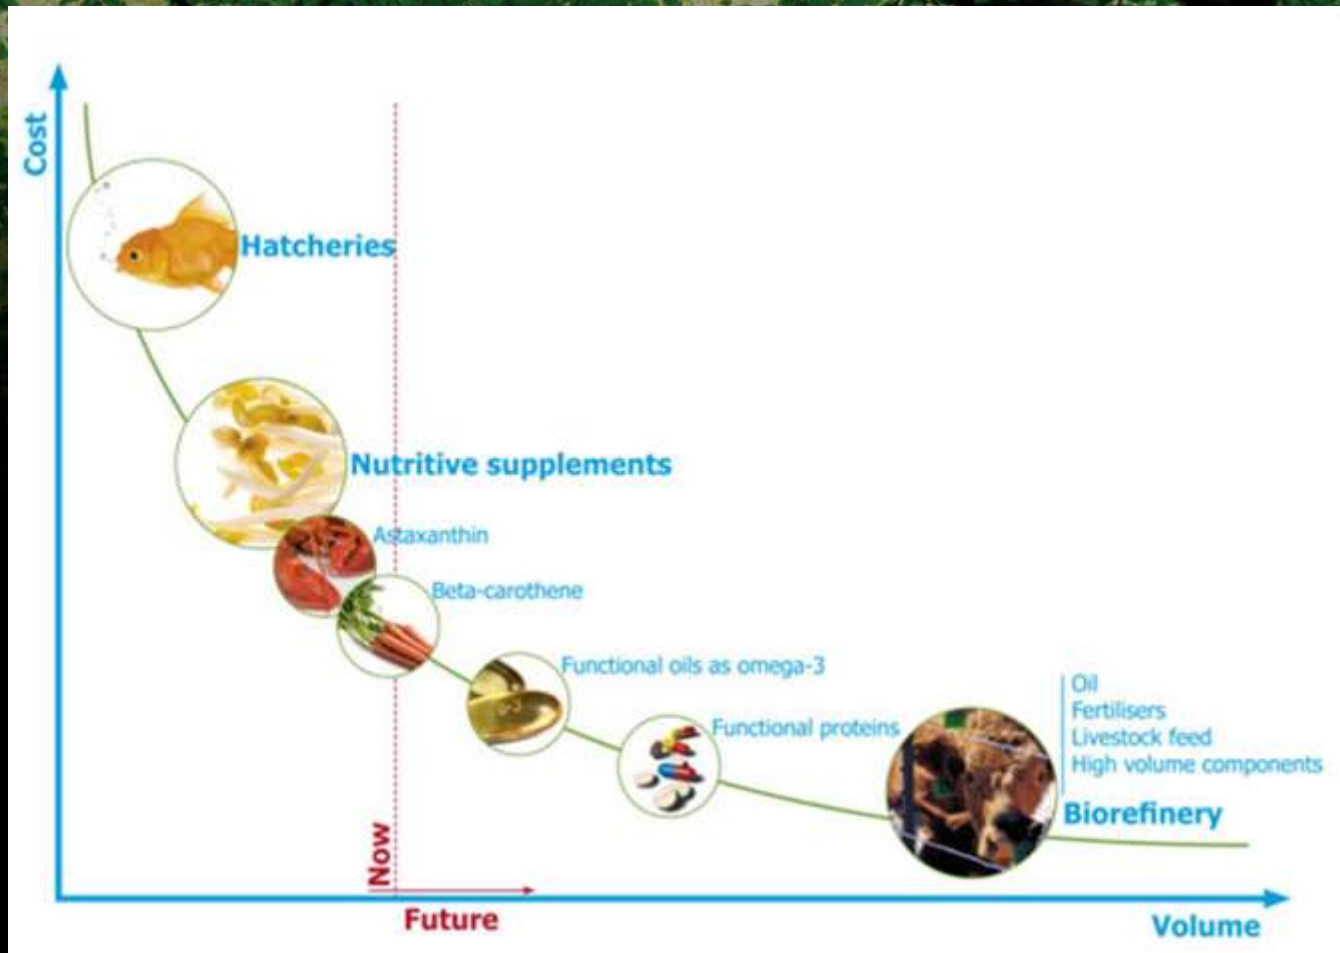 Cost
Hatcheries
Nutritive supplements
Astaxanthin
Beta-carothene
Functional oils as omega-3
Functional proteins
Oil
Fertilisers
Livestock feed
High volume components
Biorefinery
Now
Future
Volume